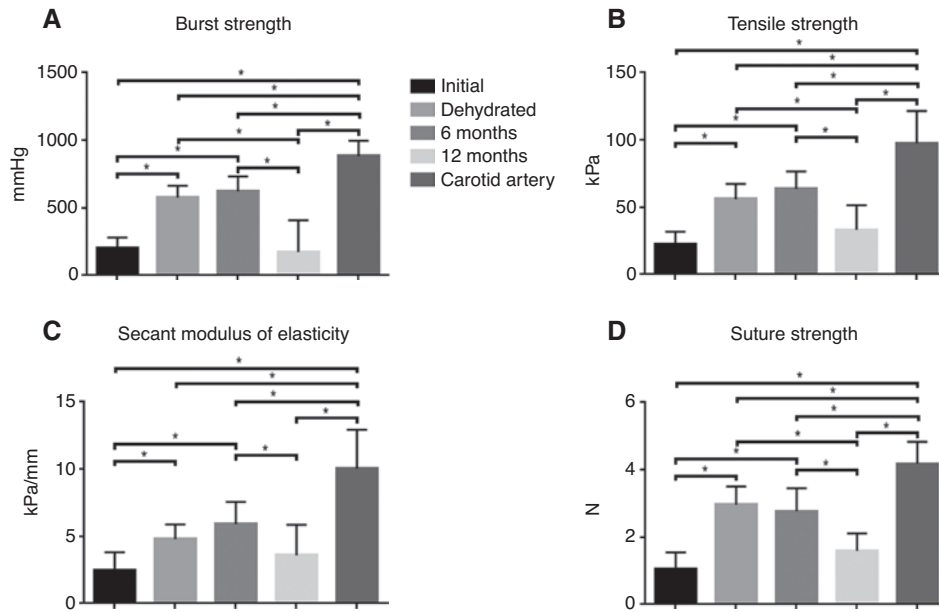 A
Burst strength
1500
1000
500
0
mmHg
* * * * * * * *
Initial
Dehydrated
6 months
12 months
Carotid artery
B
Tensile strength
150
100
50
0
kPa
* * * * * * * *
C
Secant modulus of elasticity
15
10
5
0
kPa/mm
* * * * * * *
D
Suture strength
6
4
2
0
N
* * * * * * * *